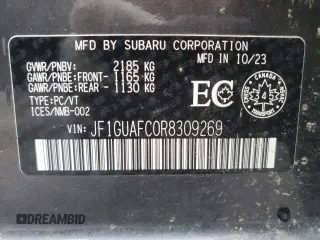 MFD BY SUBARU CORPORATION
GVWR/PNBV: 2185 KG
MFD IN 10/23
GAWR/PNBE:FRONT- 1165 KG
GAWR/PNBE:REAR - 1130 KG
TYPE:PC/VT
ICES/NMB-002
EC
CANADA
TRANSPORT
VIN: JF1GUAFC0R8309269
DREAMBID